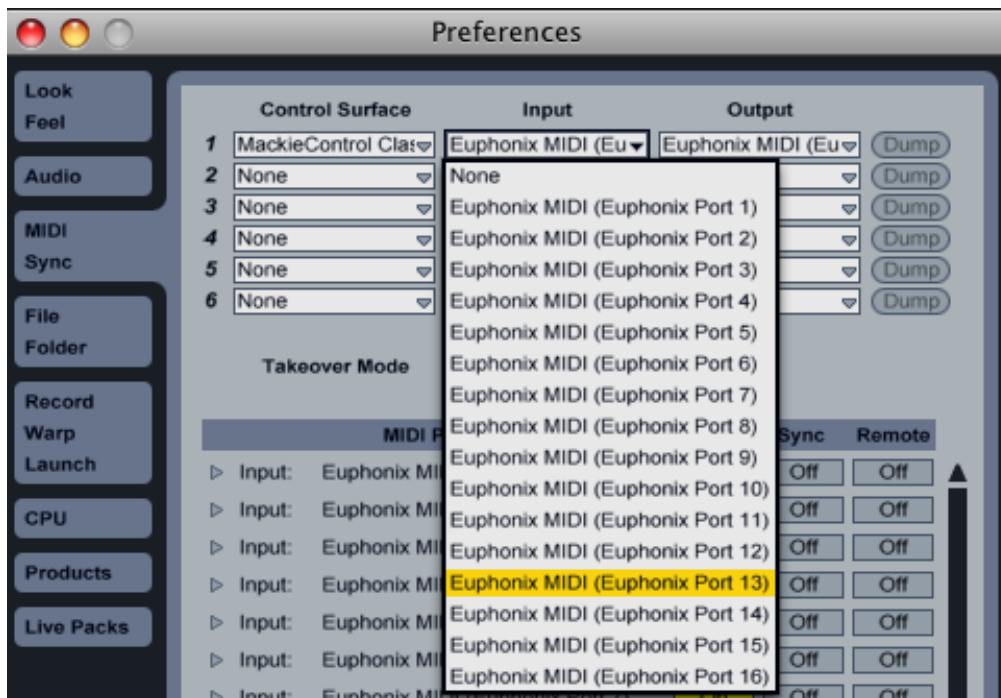 Preferences
Look
Feel
Audio
MIDI
Sync
File
Folder
Record
Warp
Launch
CPU
Products
Live Packs
Control Surface Input Output
1 MackieControl Clas Euphonix MIDI (Eu Euphonix MIDI (Eu Dump
2 None Dump
3 None Dump
4 None Dump
5 None Dump
6 None Dump
None
Euphonix MIDI (Euphonix Port 1)
Euphonix MIDI (Euphonix Port 2)
Euphonix MIDI (Euphonix Port 3)
Euphonix MIDI (Euphonix Port 4)
Euphonix MIDI (Euphonix Port 5)
Euphonix MIDI (Euphonix Port 6)
Euphonix MIDI (Euphonix Port 7)
Euphonix MIDI (Euphonix Port 8)
Euphonix MIDI (Euphonix Port 9)
Euphonix MIDI (Euphonix Port 10)
Euphonix MIDI (Euphonix Port 11)
Euphonix MIDI (Euphonix Port 12)
Euphonix MIDI (Euphonix Port 13)
Euphonix MIDI (Euphonix Port 14)
Euphonix MIDI (Euphonix Port 15)
Euphonix MIDI (Euphonix Port 16)
Takeover Mode
MIDI P Sync Remote
Input: Euphonix MI Off Off
Input: Euphonix MI Off Off
Input: Euphonix MI Off Off
Input: Euphonix MI Off Off
Input: Euphonix MI Off Off
Input: Euphonix MI Off Off
Input: Euphonix Off Off